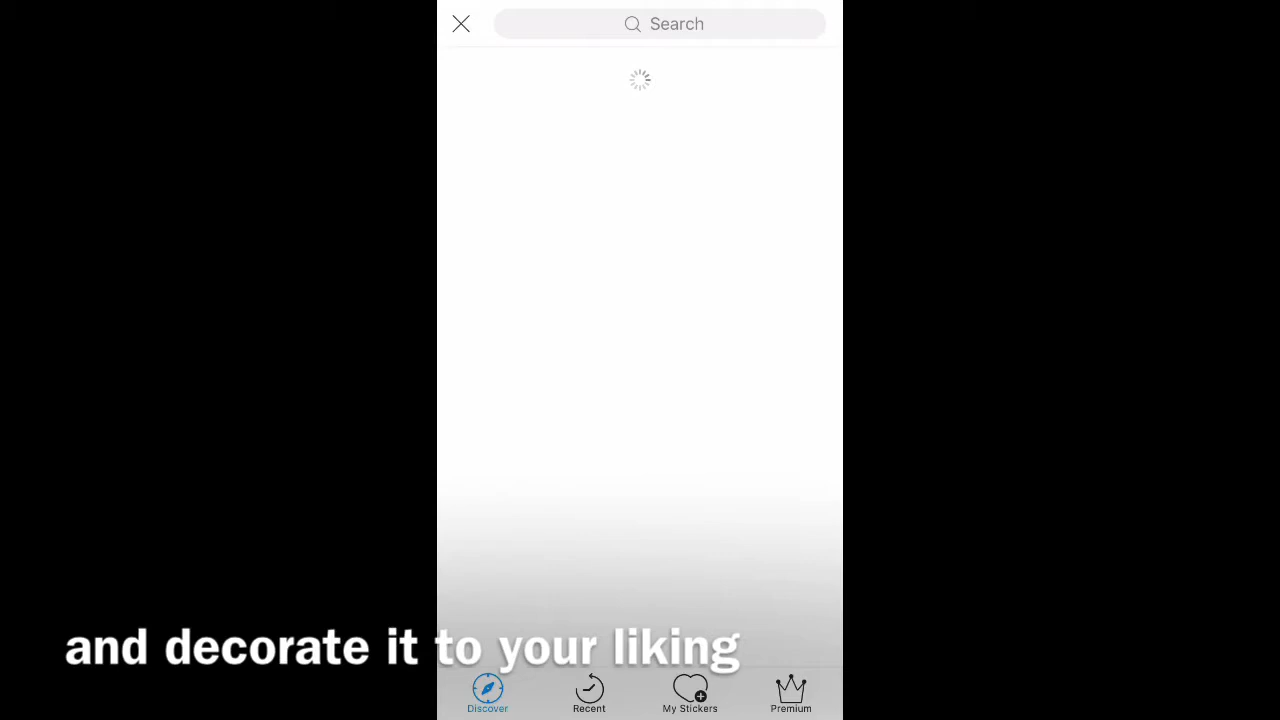 Search
and decorate it to your liking
Discover
Recent
My Stickers
Premium